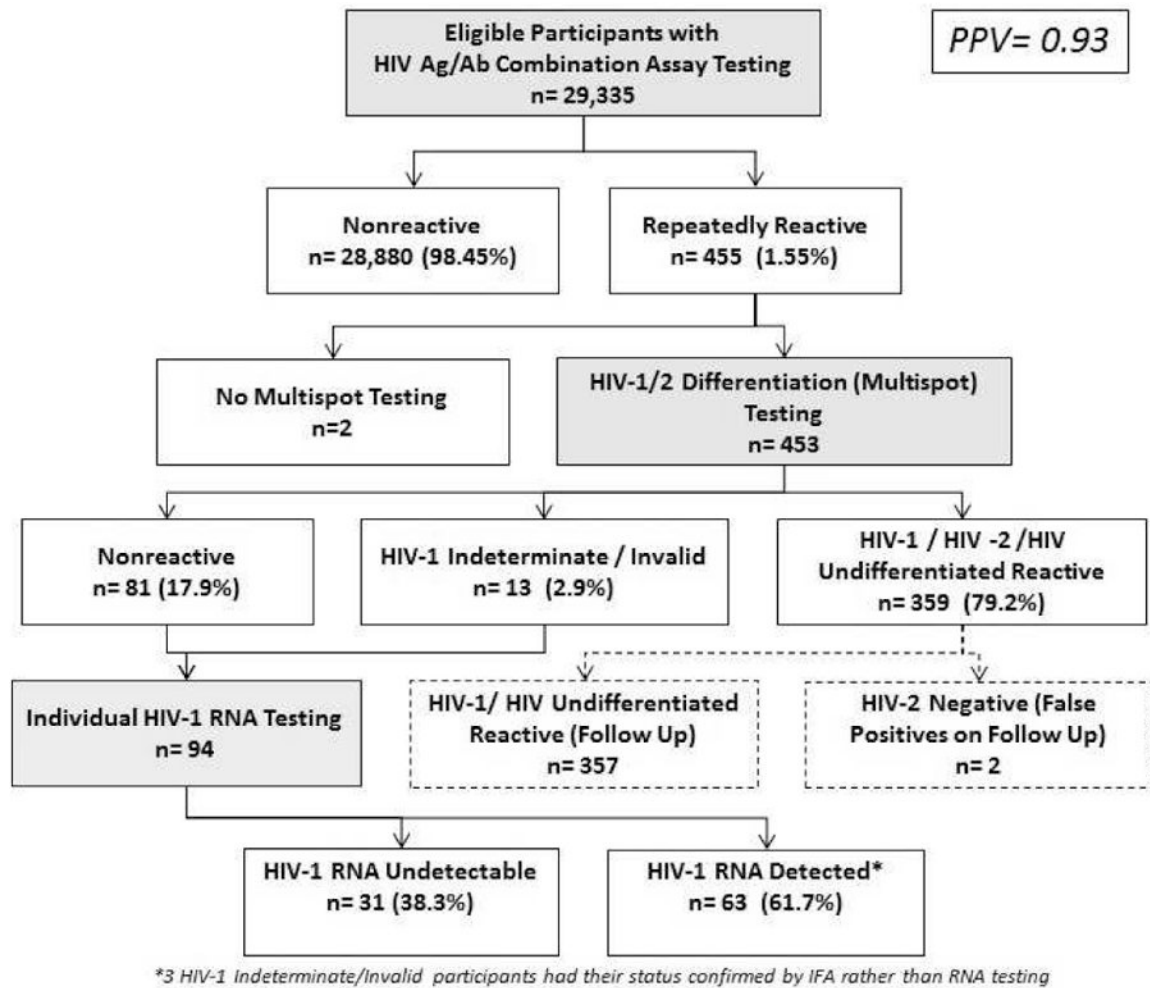 Eligible Participants with
HIV Ag/Ab Combination Assay Testing
n= 29,335
PPV= 0.93
Nonreactive
n= 28,880 (98.45%)
Repeatedly Reactive
n= 455 (1.55%)
No Multispot Testing
n=2
HIV-1/2 Differentiation (Multispot)
Testing
n= 453
Nonreactive
n= 81 (17.9%)
HIV-1 Indeterminate / Invalid
n= 13 (2.9%)
HIV-1 / HIV -2 /HIV
Undifferentiated Reactive
n= 359 (79.2%)
Individual HIV-1 RNA Testing
n= 94
HIV-1/ HIV Undifferentiated
Reactive (Follow Up)
n= 357
HIV-2 Negative (False
Positives on Follow Up)
n= 2
HIV-1 RNA Undetectable
n= 31 (38.3%)
HIV-1 RNA Detected*
n= 63 (61.7%)
*3 HIV-1 Indeterminate/Invalid participants had their status confirmed by IFA rather than RNA testing